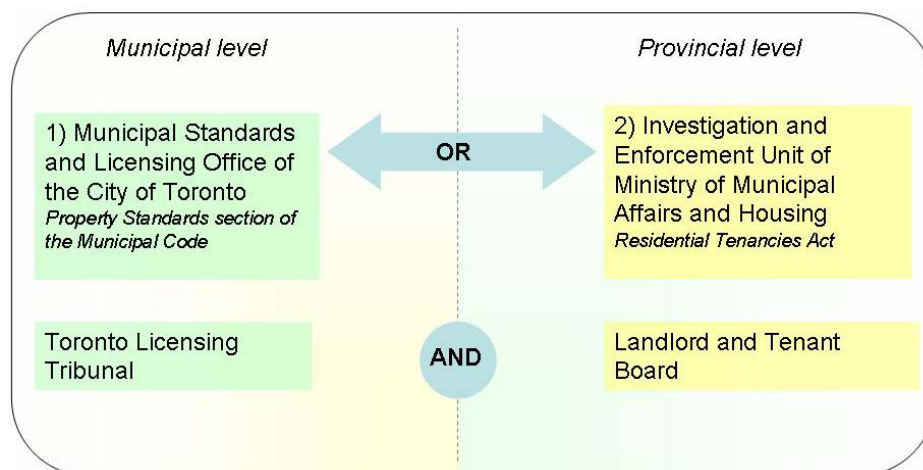 Municipal level
Provincial level
1) Municipal Standards
and Licensing Office of
the City of Toronto
Property Standards section of
the Municipal Code
OR
2) Investigation and
Enforcement Unit of
Ministry of Municipal
Affairs and Housing
Residential Tenancies Act
Toronto Licensing
Tribunal
AND
Landlord and Tenant
Board